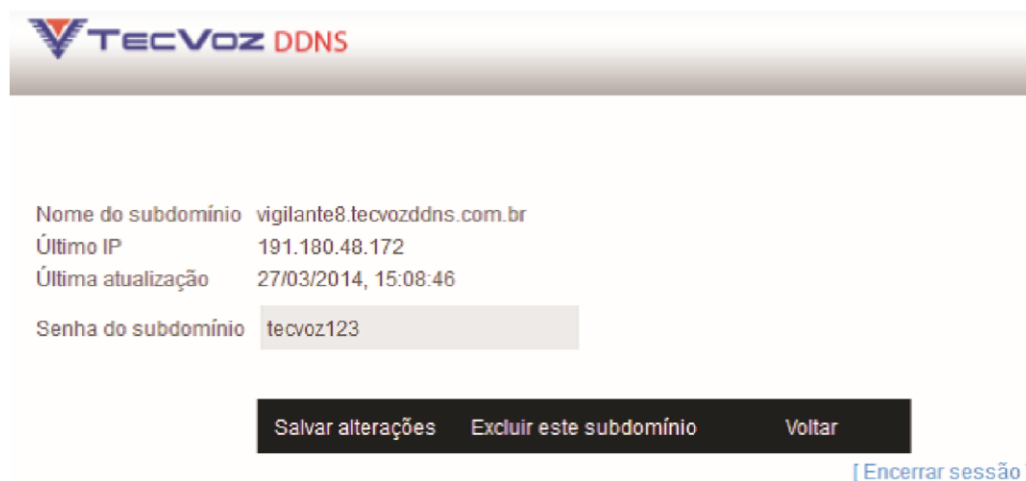 TECVOZ DDNS
Nome do subdomínio vigilante8.tecvozddns.com.br
Último IP 191.180.48.172
Última atualização 27/03/2014, 15:08:46
Senha do subdomínio tecvoz123
Salvar alterações Excluir este subdomínio Voltar
[ Encerrar sessão